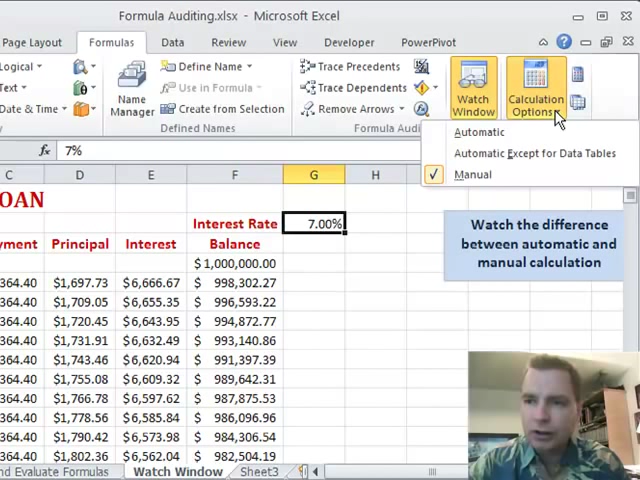 Formula Auditing.xlsx - Microsoft Excel
Page Layout Formulas Data Review View Developer PowerPivot
Logical Define Name Trace Precedents
Text Use in Formula Trace Dependents
Date & Time Name Manager Create from Selection Remove Arrows Watch Window Calculation Options
Defined Names Formula Au
Automatic
Automatic Except for Data Tables
Manual
fx 7%
C D E F G H
OAN
Interest Rate 7.00%
yment Principal Interest Balance
$ 1,000,000.00
364.40 $1,697.73 $6,666.67 $ 998,302.27
364.40 $1,709.05 $6,655.35 $ 996,593.22
364.40 $1,720.45 $6,643.95 $ 994,872.77
364.40 $1,731.91 $6,632.49 $ 993,140.86
364.40 $1,743.46 $6,620.94 $ 991,397.39
364.40 $1,755.08 $6,609.32 $ 989,642.31
364.40 $1,766.78 $6,597.62 $ 987,875.53
364.40 $1,778.56 $6,585.84 $ 986,096.96
364.40 $1,790.42 $6,573.98 $ 984,306.54
364.40 $1,802.36 $6,562.04 $ 982,504.19
Watch the difference
between automatic and
manual calculation
nd Evaluate Formulas Watch Window Sheet3